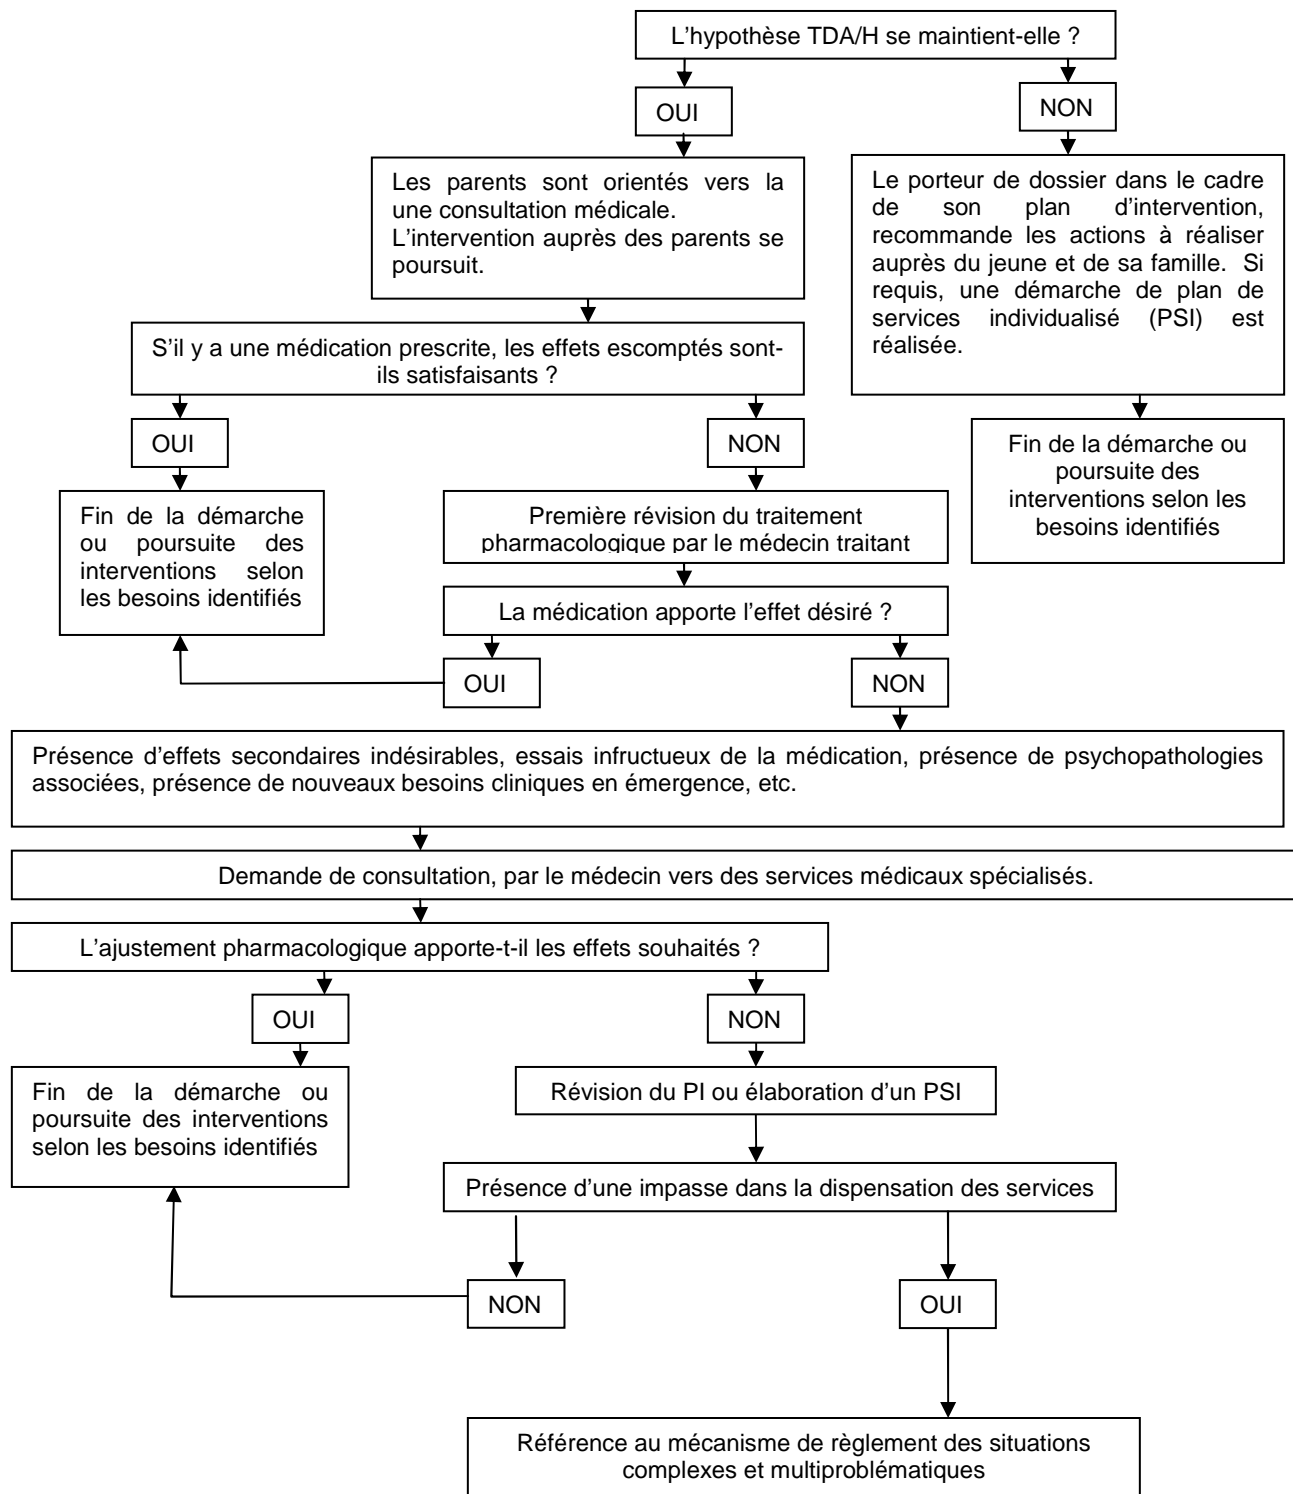 L'hypothèse TDA/H se maintient-elle ?
OUI
NON
Les parents sont orientés vers la
une consultation médicale.
L'intervention auprès des parents se
poursuit.
Le porteur de dossier dans le cadre
de son plan d'intervention,
recommande les actions à réaliser
auprès du jeune et de sa famille. Si
requis, une démarche de plan de
services individualisé (PSI) est
réalisée.
S'il y a une médication prescrite, les effets escomptés sont-
ils satisfaisants ?
OUI
NON
Fin de la démarche ou
poursuite des
interventions selon les
besoins identifiés
Fin de la démarche
ou poursuite des
interventions selon
les besoins identifiés
Première révision du traitement
pharmacologique par le médecin traitant
La médication apporte l'effet désiré ?
OUI
NON
Présence d'effets secondaires indésirables, essais infructueux de la médication, présence de psychopathologies
associées, présence de nouveaux besoins cliniques en émergence, etc.
Demande de consultation, par le médecin vers des services médicaux spécialisés.
L'ajustement pharmacologique apporte-t-il les effets souhaités ?
OUI
NON
Fin de la démarche ou
poursuite des interventions
selon les besoins identifiés
Révision du PI ou élaboration d'un PSI
Présence d'une impasse dans la dispensation des services
NON
OUI
Référence au mécanisme de règlement des situations
complexes et multiproblématiques